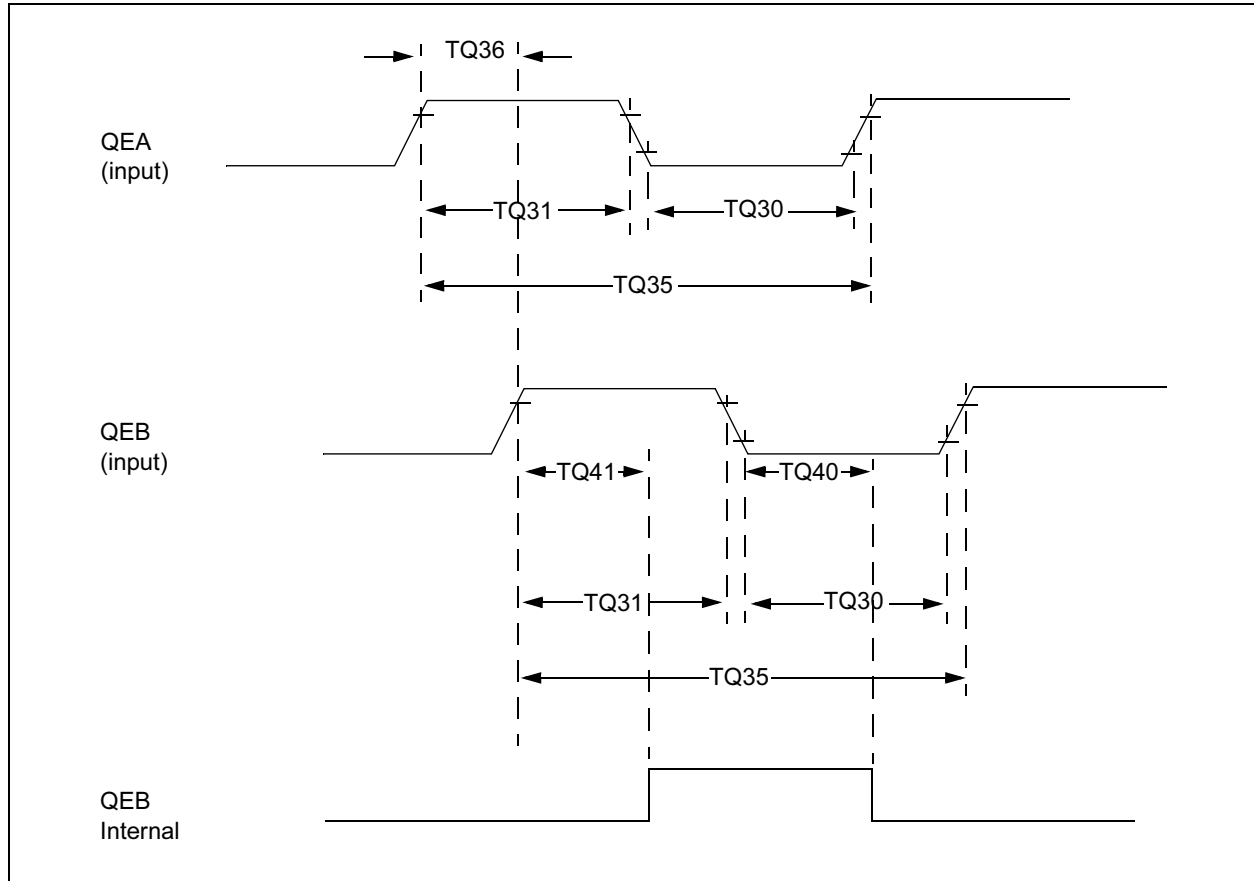 TQ36
QEA
(input)
TQ31
TQ30
TQ35
QEB
(input)
TQ41
TQ40
TQ31
TQ30
TQ35
QEB
Internal